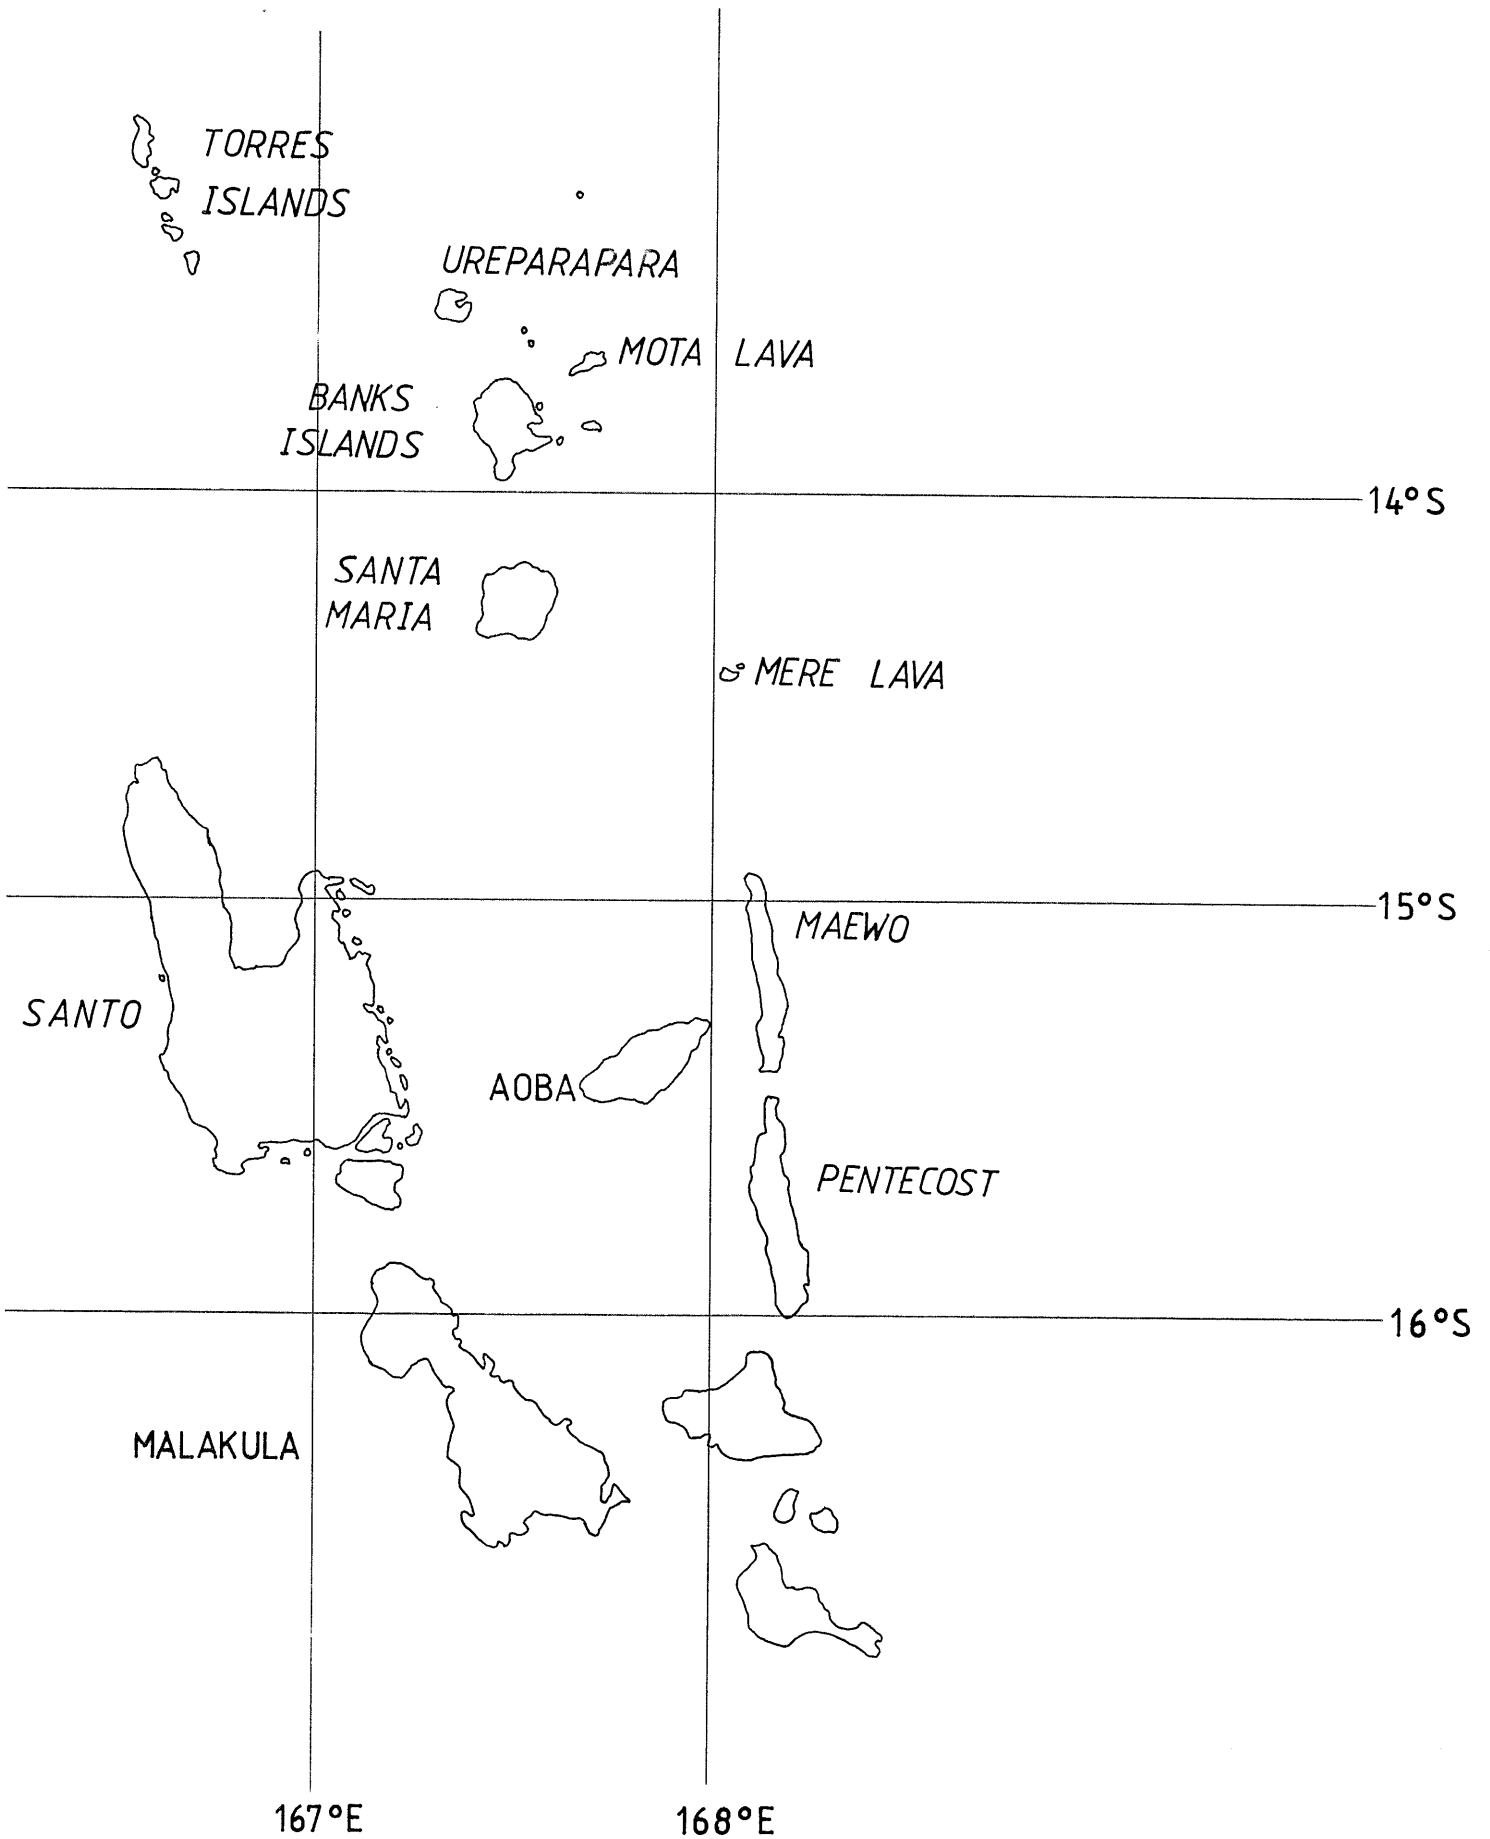 TORRES
ISLANDS
UREPARAPARA
MOTA LAVA
BANKS
ISLANDS
14°S
SANTA
MARIA
MERE LAVA
15°S
MAEWO
SANTO
AOBA
PENTECOST
16°S
MALAKULA
167°E
168°E